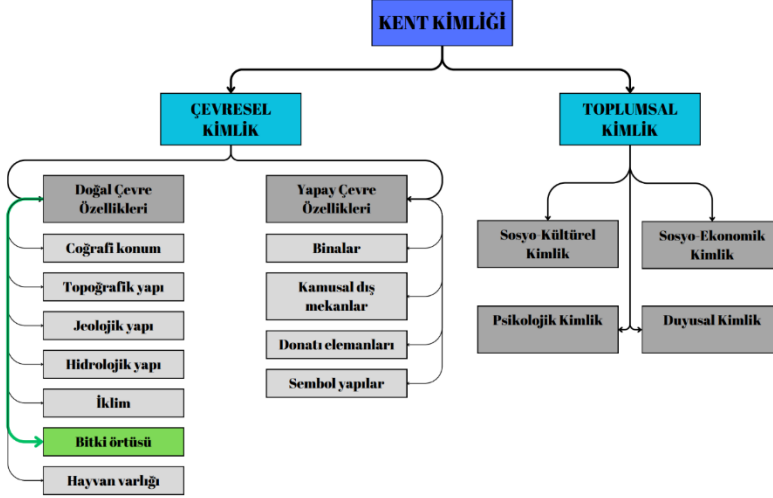 KENT KİMLİĞİ
ÇEVRESEL
KİMLİK
TOPLUMSAL
KİMLİK
Doğal Çevre
Özellikleri
Coğrafi konum
Topoğrafik yapı
Jeolojik yapı
Hidrolojik yapı
İklim
Bitki örtüsü
Hayvan varlığı
Yapay Çevre
Özellikleri
Binalar
Kamusal dış
mekanlar
Donatı elemanları
Sembol yapılar
Sosyo-Kültürel
Kimlik
Sosyo-Ekonomik
Kimlik
Psikolojik Kimlik
Duyusal Kimlik